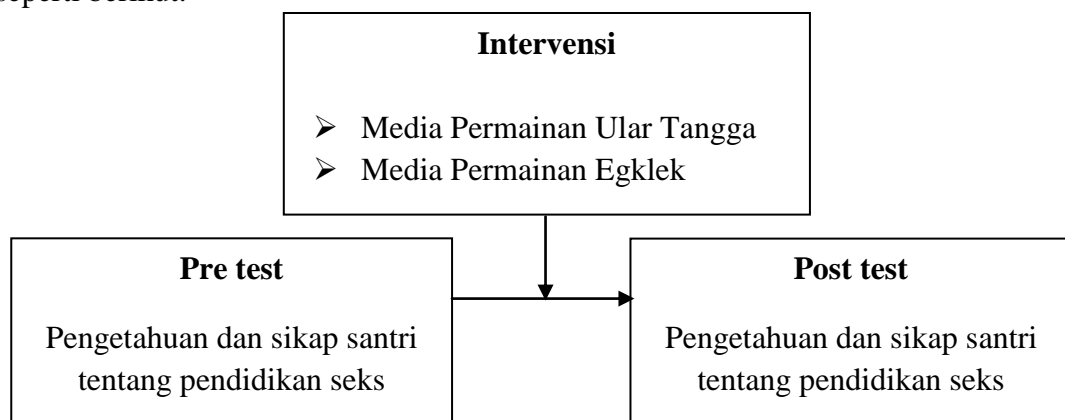 seperti berikut.
Intervensi
➢ Media Permainan Ular Tangga
➢ Media Permainan Egklek
Pre test
Pengetahuan dan sikap santri
tentang pendidikan seks
Post test
Pengetahuan dan sikap santri
tentang pendidikan seks